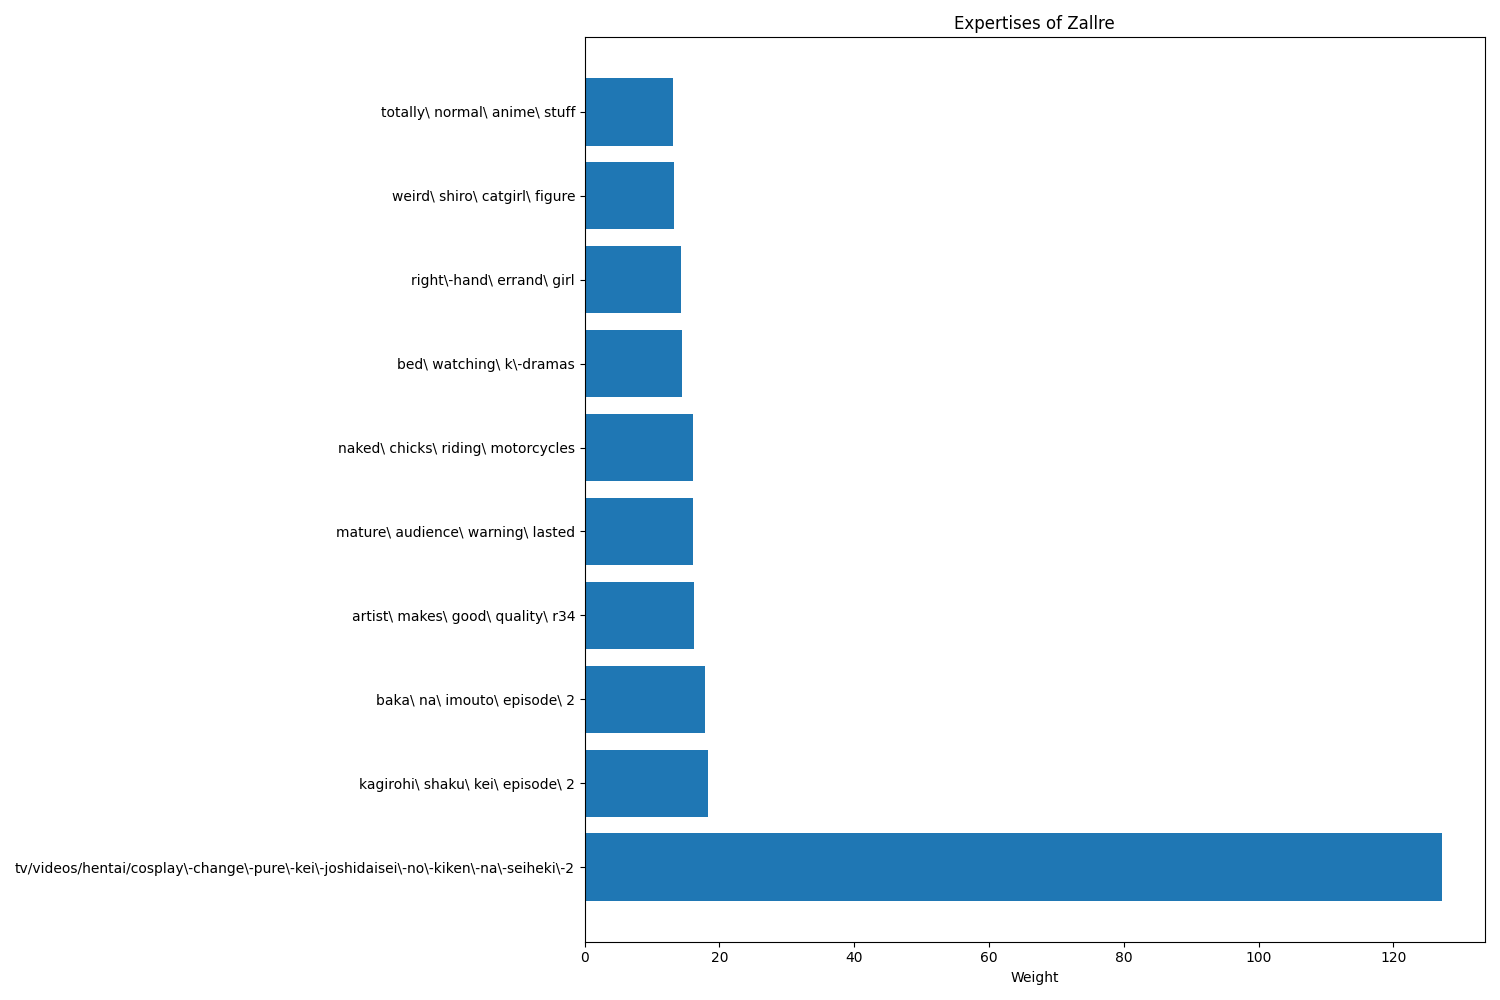 Expertises of Zallre
totally\ normal\ anime\ stuff
weird\ shiro\ catgirl\ figure
right\-hand\ errand\ girl
bed\ watching\ k\-dramas
naked\ chicks\ riding\ motorcycles
mature\ audience\ warning\ lasted
artist\ makes\ good\ quality\ r34
baka\ na\ imouto\ episode\ 2
kagirohi\ shaku\ kei\ episode\ 2
tv/videos/hentai/cosplay\-change\-pure\-kei\-joshidaisei\-no\-kiken\-na\-seiheki\-2
0 20 40 60 80 100 120
Weight